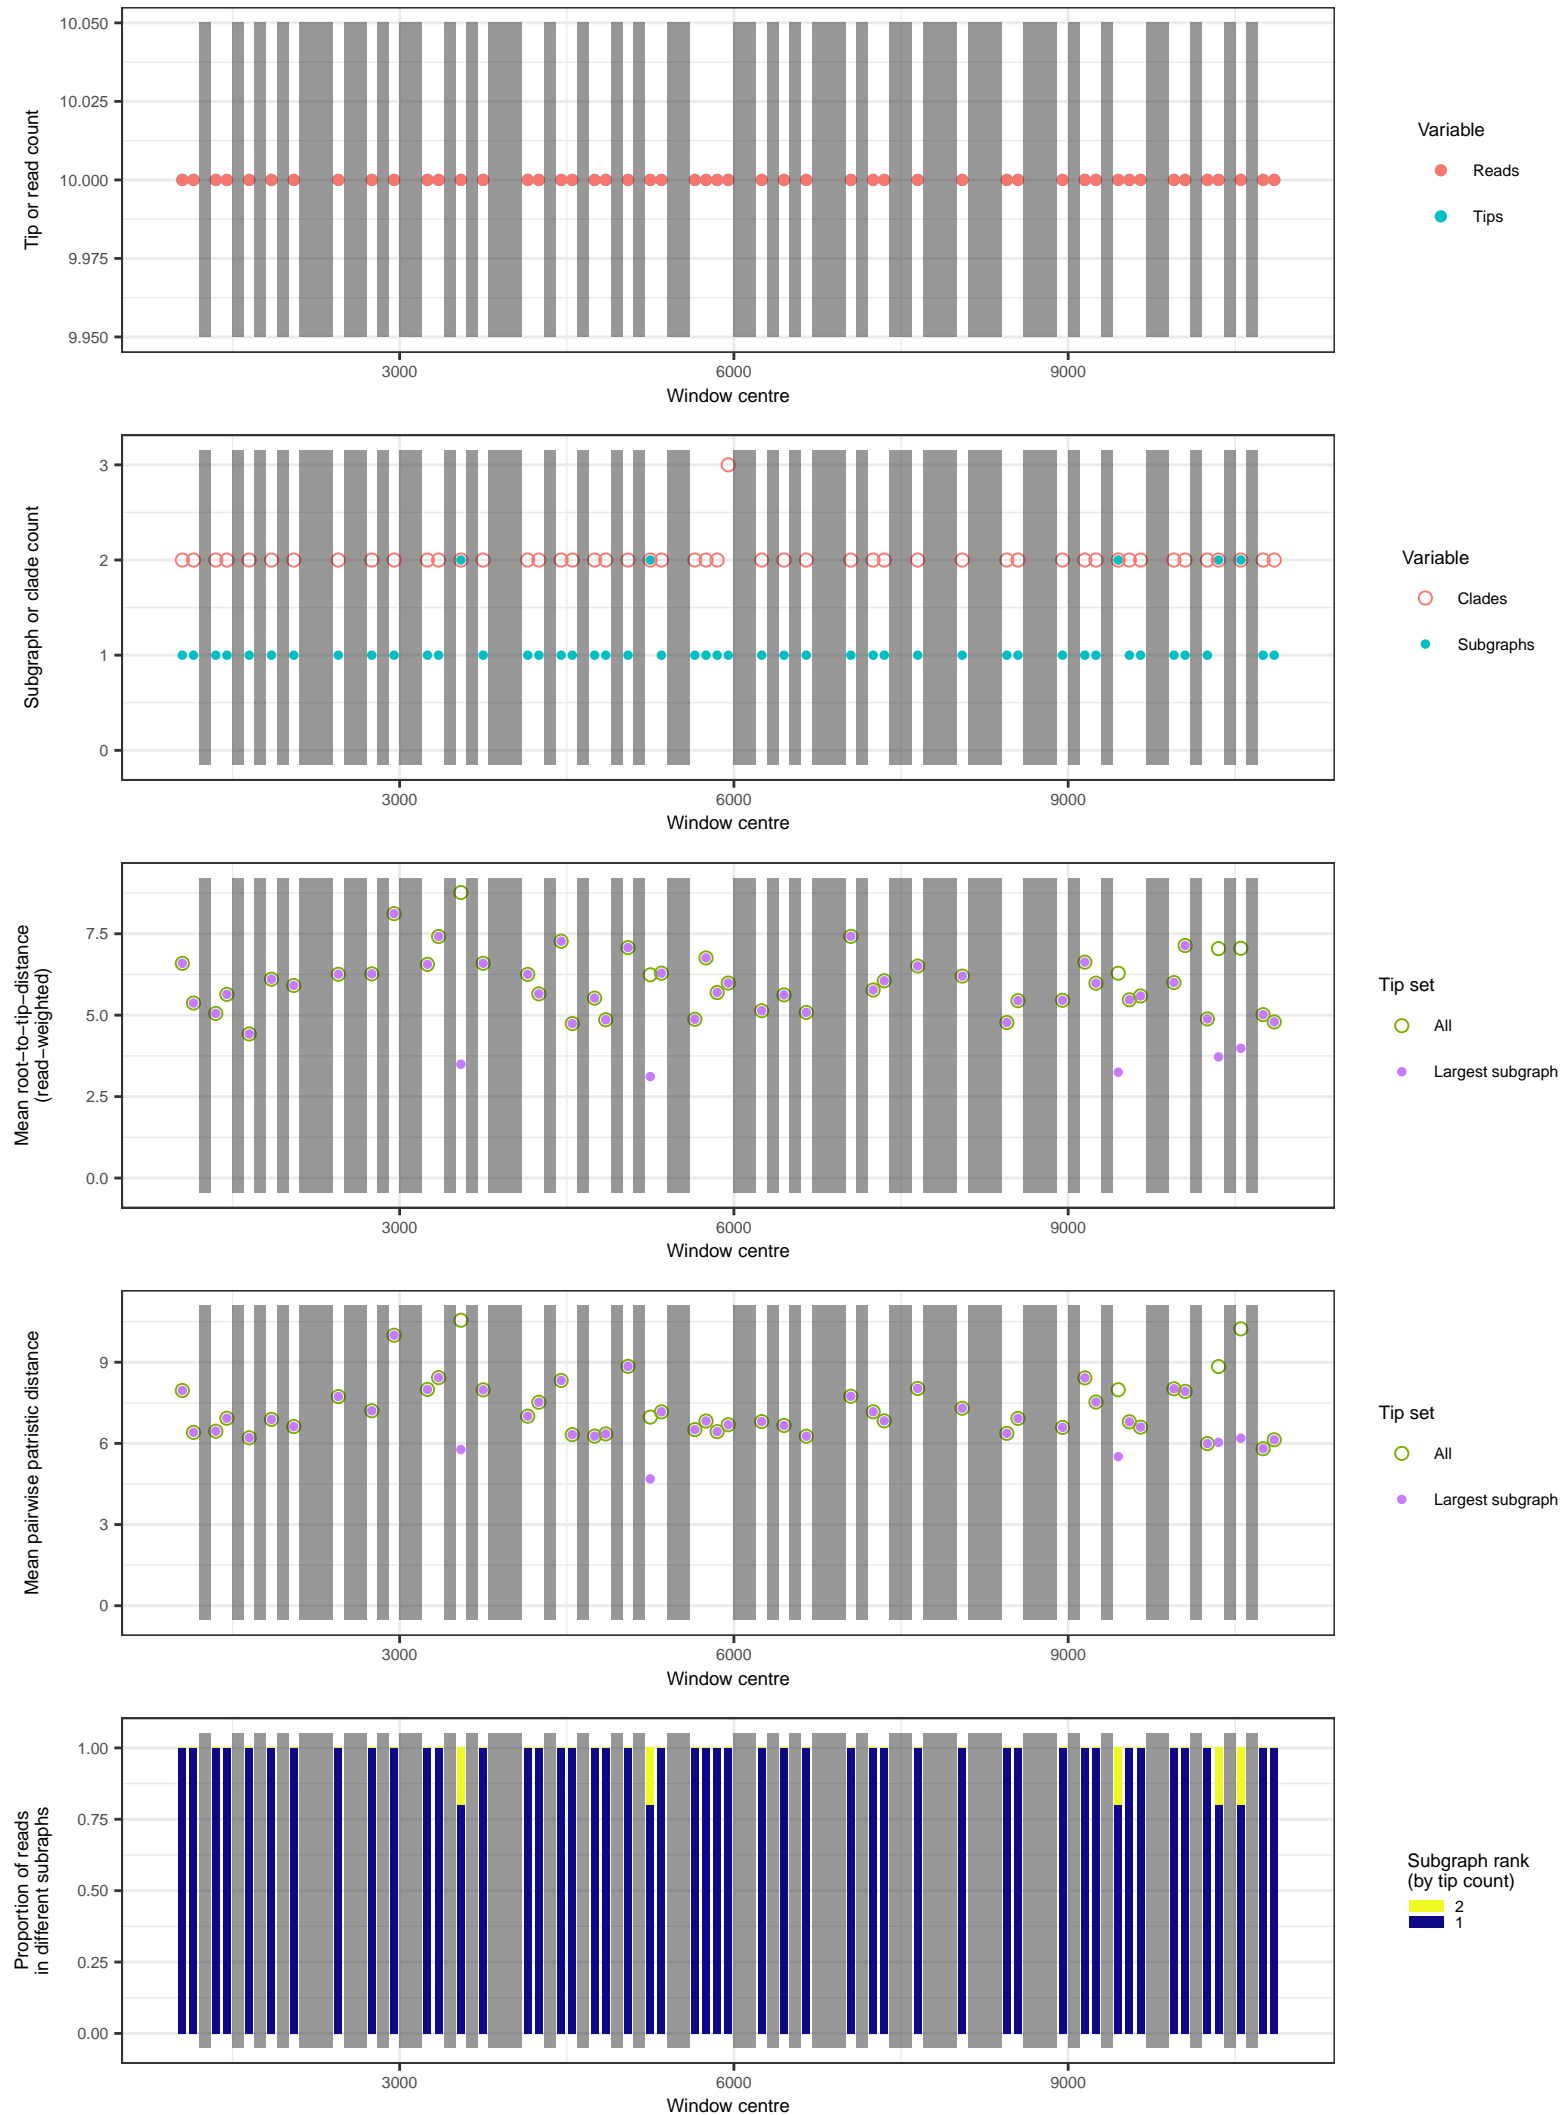 10.050
10.025
10.000
9.975
9.950
Tip or read count
3000
6000
9000
Window centre
Variable
Reads
Tips
3
2
1
0
Subgraph or clade count
3000
6000
9000
Window centre
Variable
Clades
Subgraphs
7.5
5.0
2.5
0.0
Mean root−to−tip−distance
(read−weighted)
3000
6000
9000
Window centre
Tip set
All
Largest subgraph
9
6
3
0
Mean pairwise patristic distance
3000
6000
9000
Window centre
Tip set
All
Largest subgraph
1.00
0.75
0.50
0.25
0.00
Proportion of reads
in different subraphs
3000
6000
9000
Window centre
Subgraph rank
(by tip count)
2
1